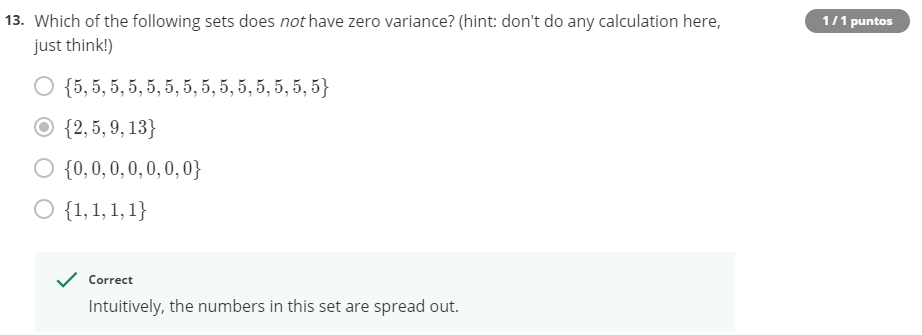 13. Which of the following sets does not have zero variance? (hint: don't do any calculation here, 1 / 1 puntos
just think!)
{5, 5, 5, 5, 5, 5, 5, 5, 5, 5, 5, 5, 5, 5}
{2, 5, 9, 13}
{0, 0, 0, 0, 0, 0, 0}
{1, 1, 1, 1}
Correct
Intuitively, the numbers in this set are spread out.